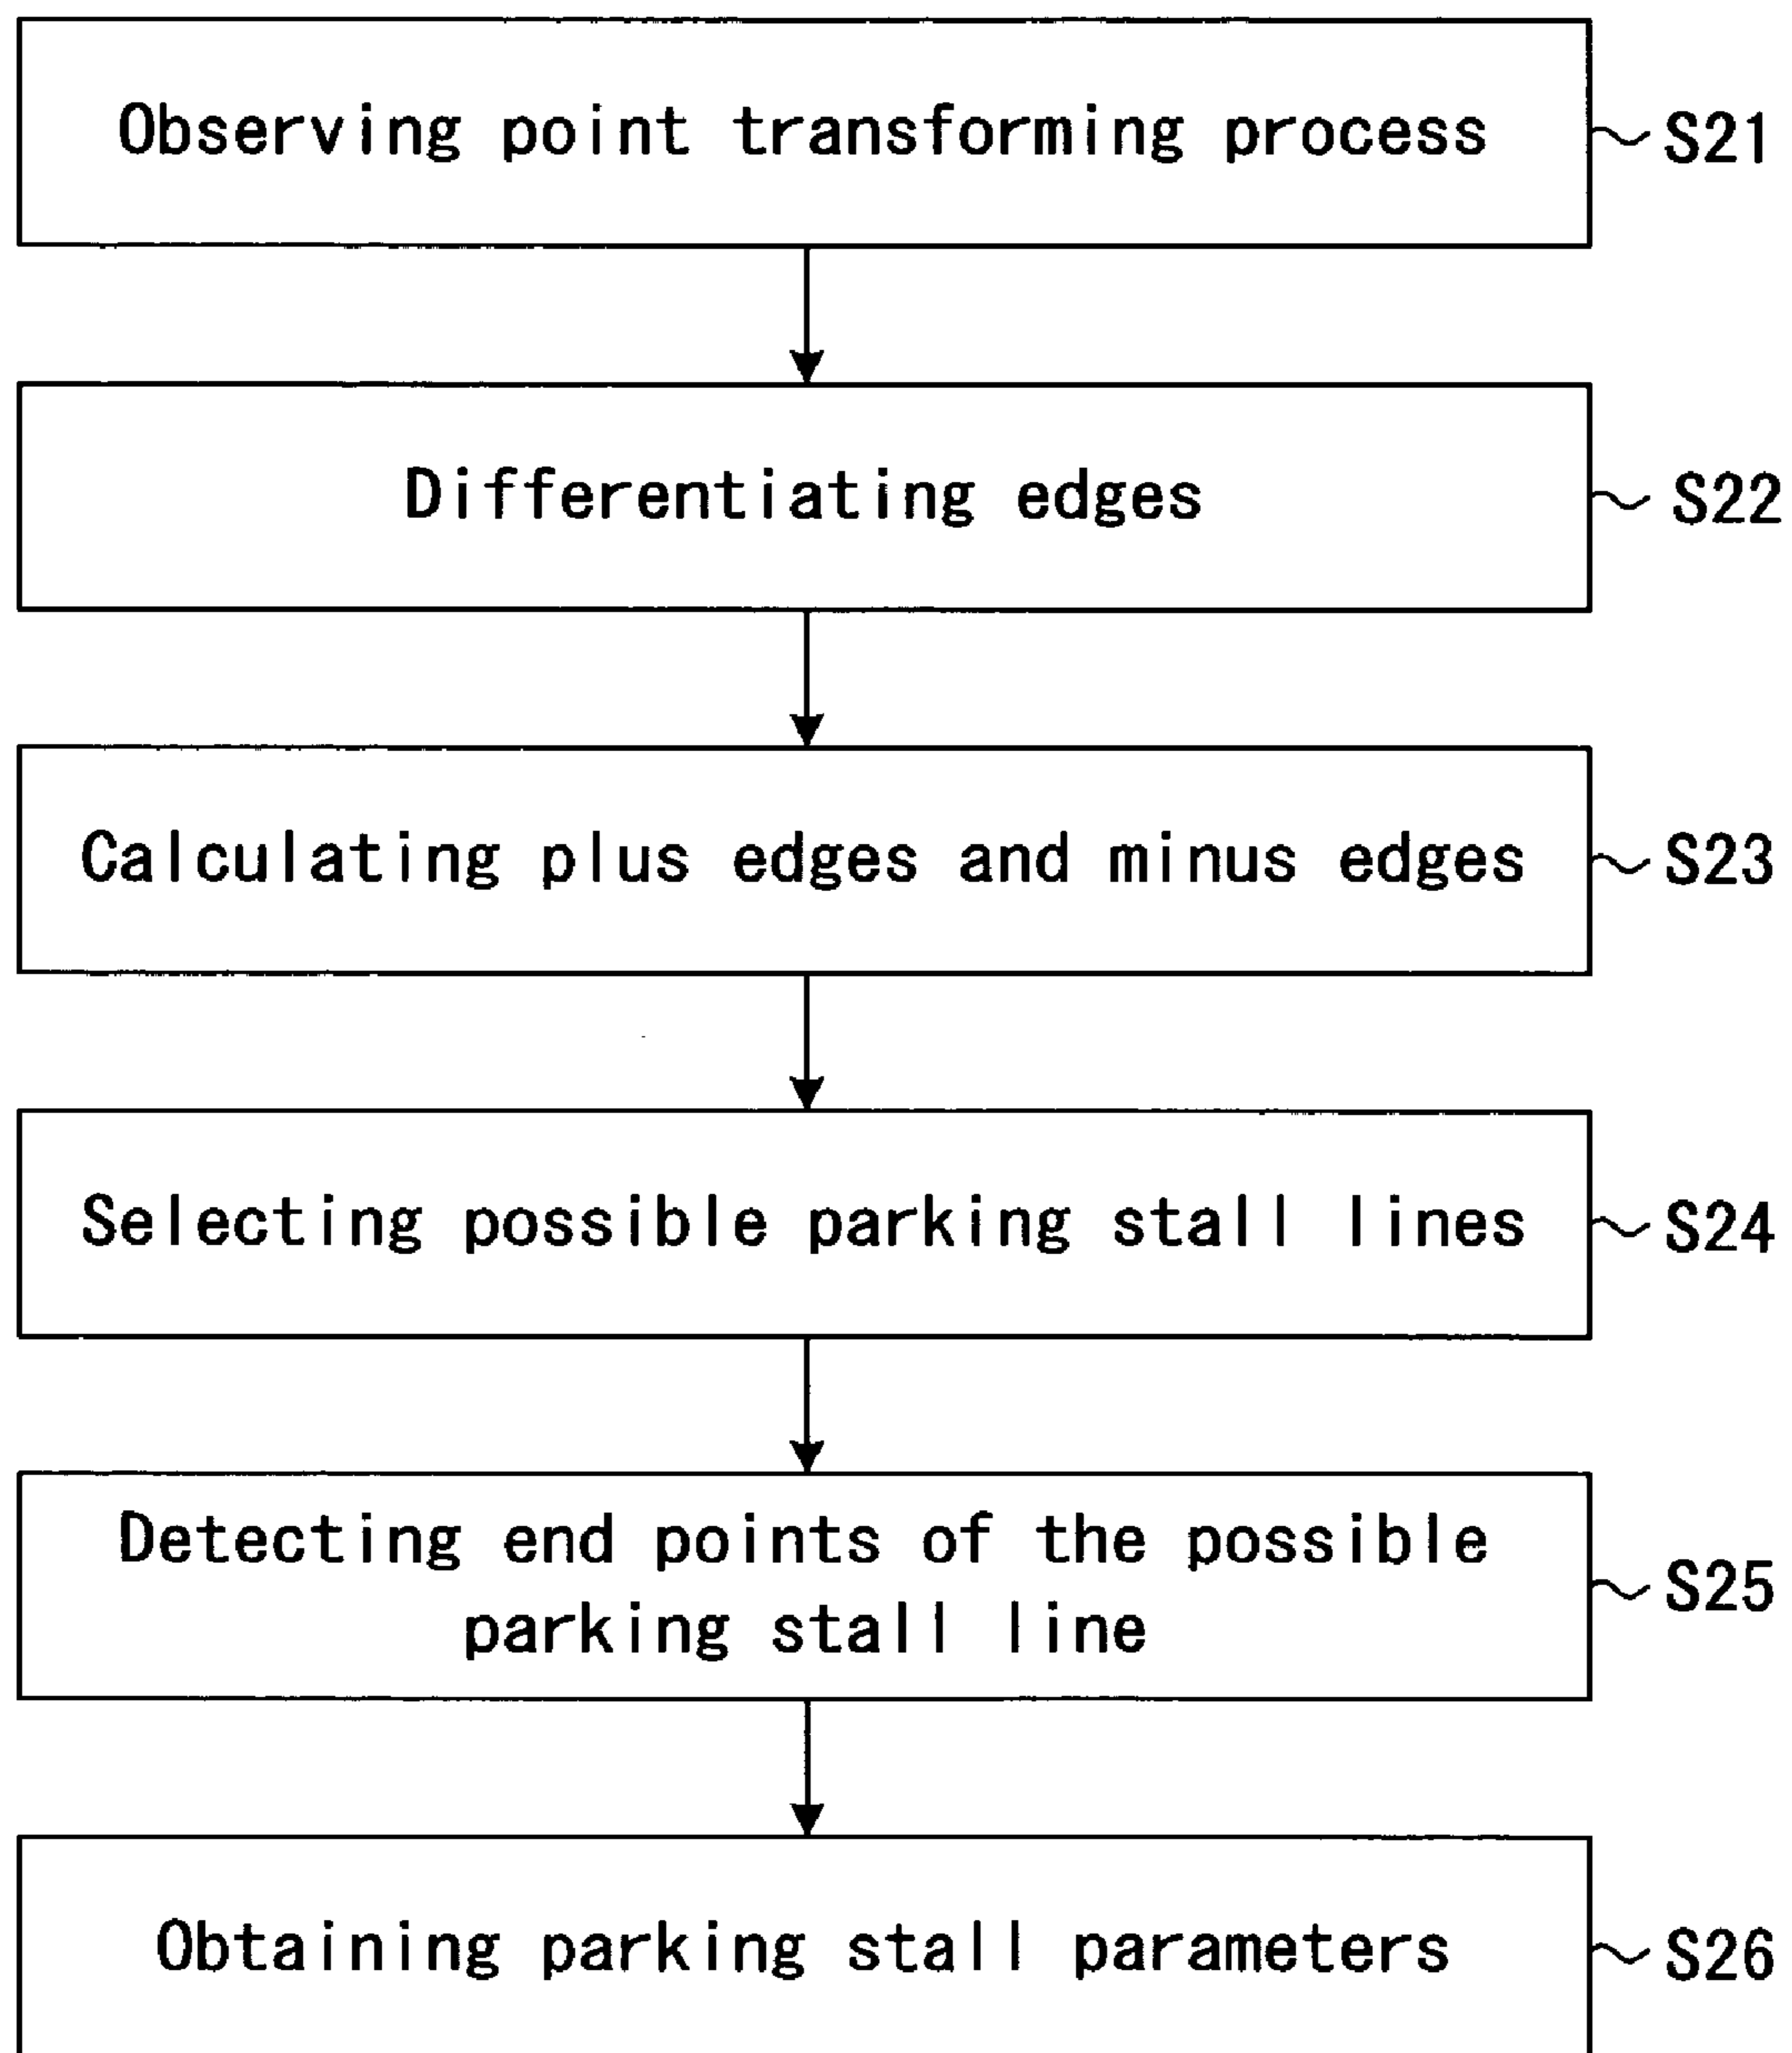 Observing point transforming process
S21
Differentiating edges
S22
Calculating plus edges and minus edges
S23
Selecting possible parking stall lines
S24
Detecting end points of the possible
parking stall line
S25
Obtaining parking stall parameters
S26